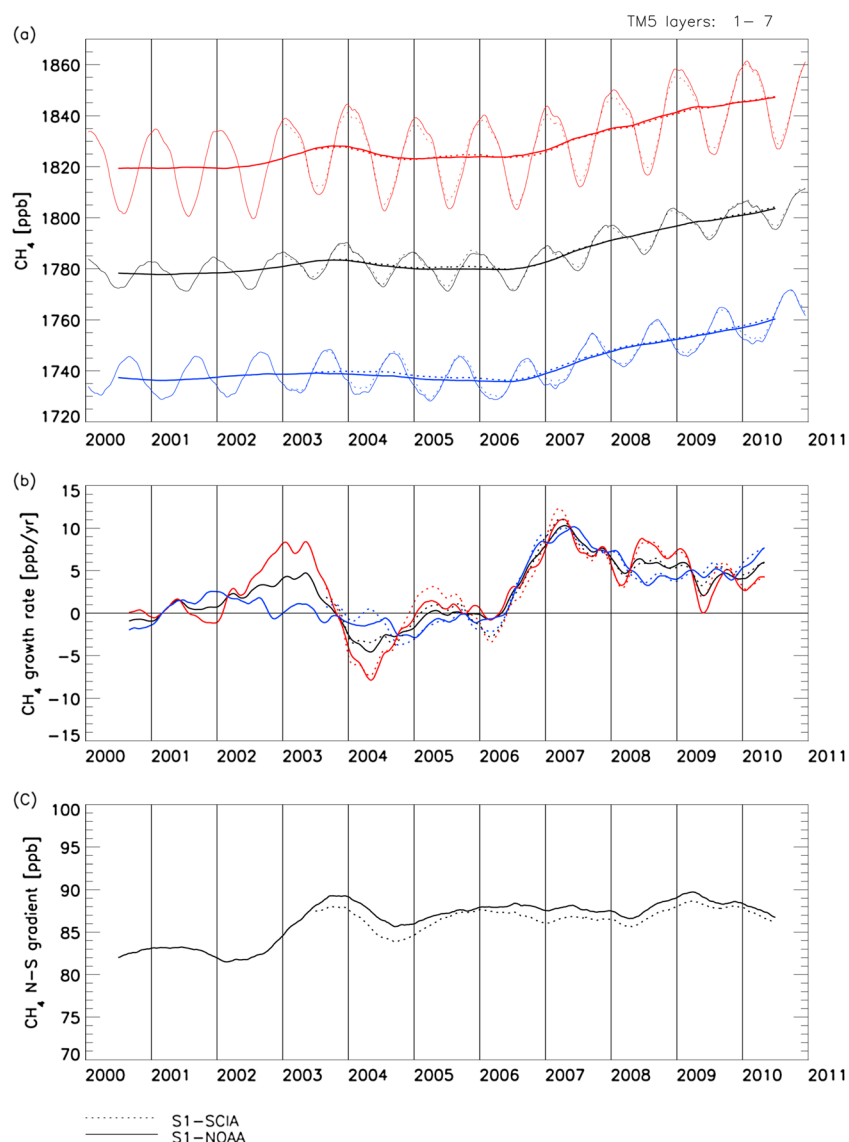 TM5 layers: 1– 7
(a)
CH4 [ppb]
1860
1840
1820
1800
1780
1760
1740
1720
2000 2001 2002 2003 2004 2005 2006 2007 2008 2009 2010 2011
(b)
CH4 growth rate [ppb/yr]
15
10
5
0
-5
-10
-15
2000 2001 2002 2003 2004 2005 2006 2007 2008 2009 2010 2011
(C)
CH4 N–S gradient [ppb]
100
95
90
85
80
75
70
2000 2001 2002 2003 2004 2005 2006 2007 2008 2009 2010 2011
S1–SCIA
S1–NOAA